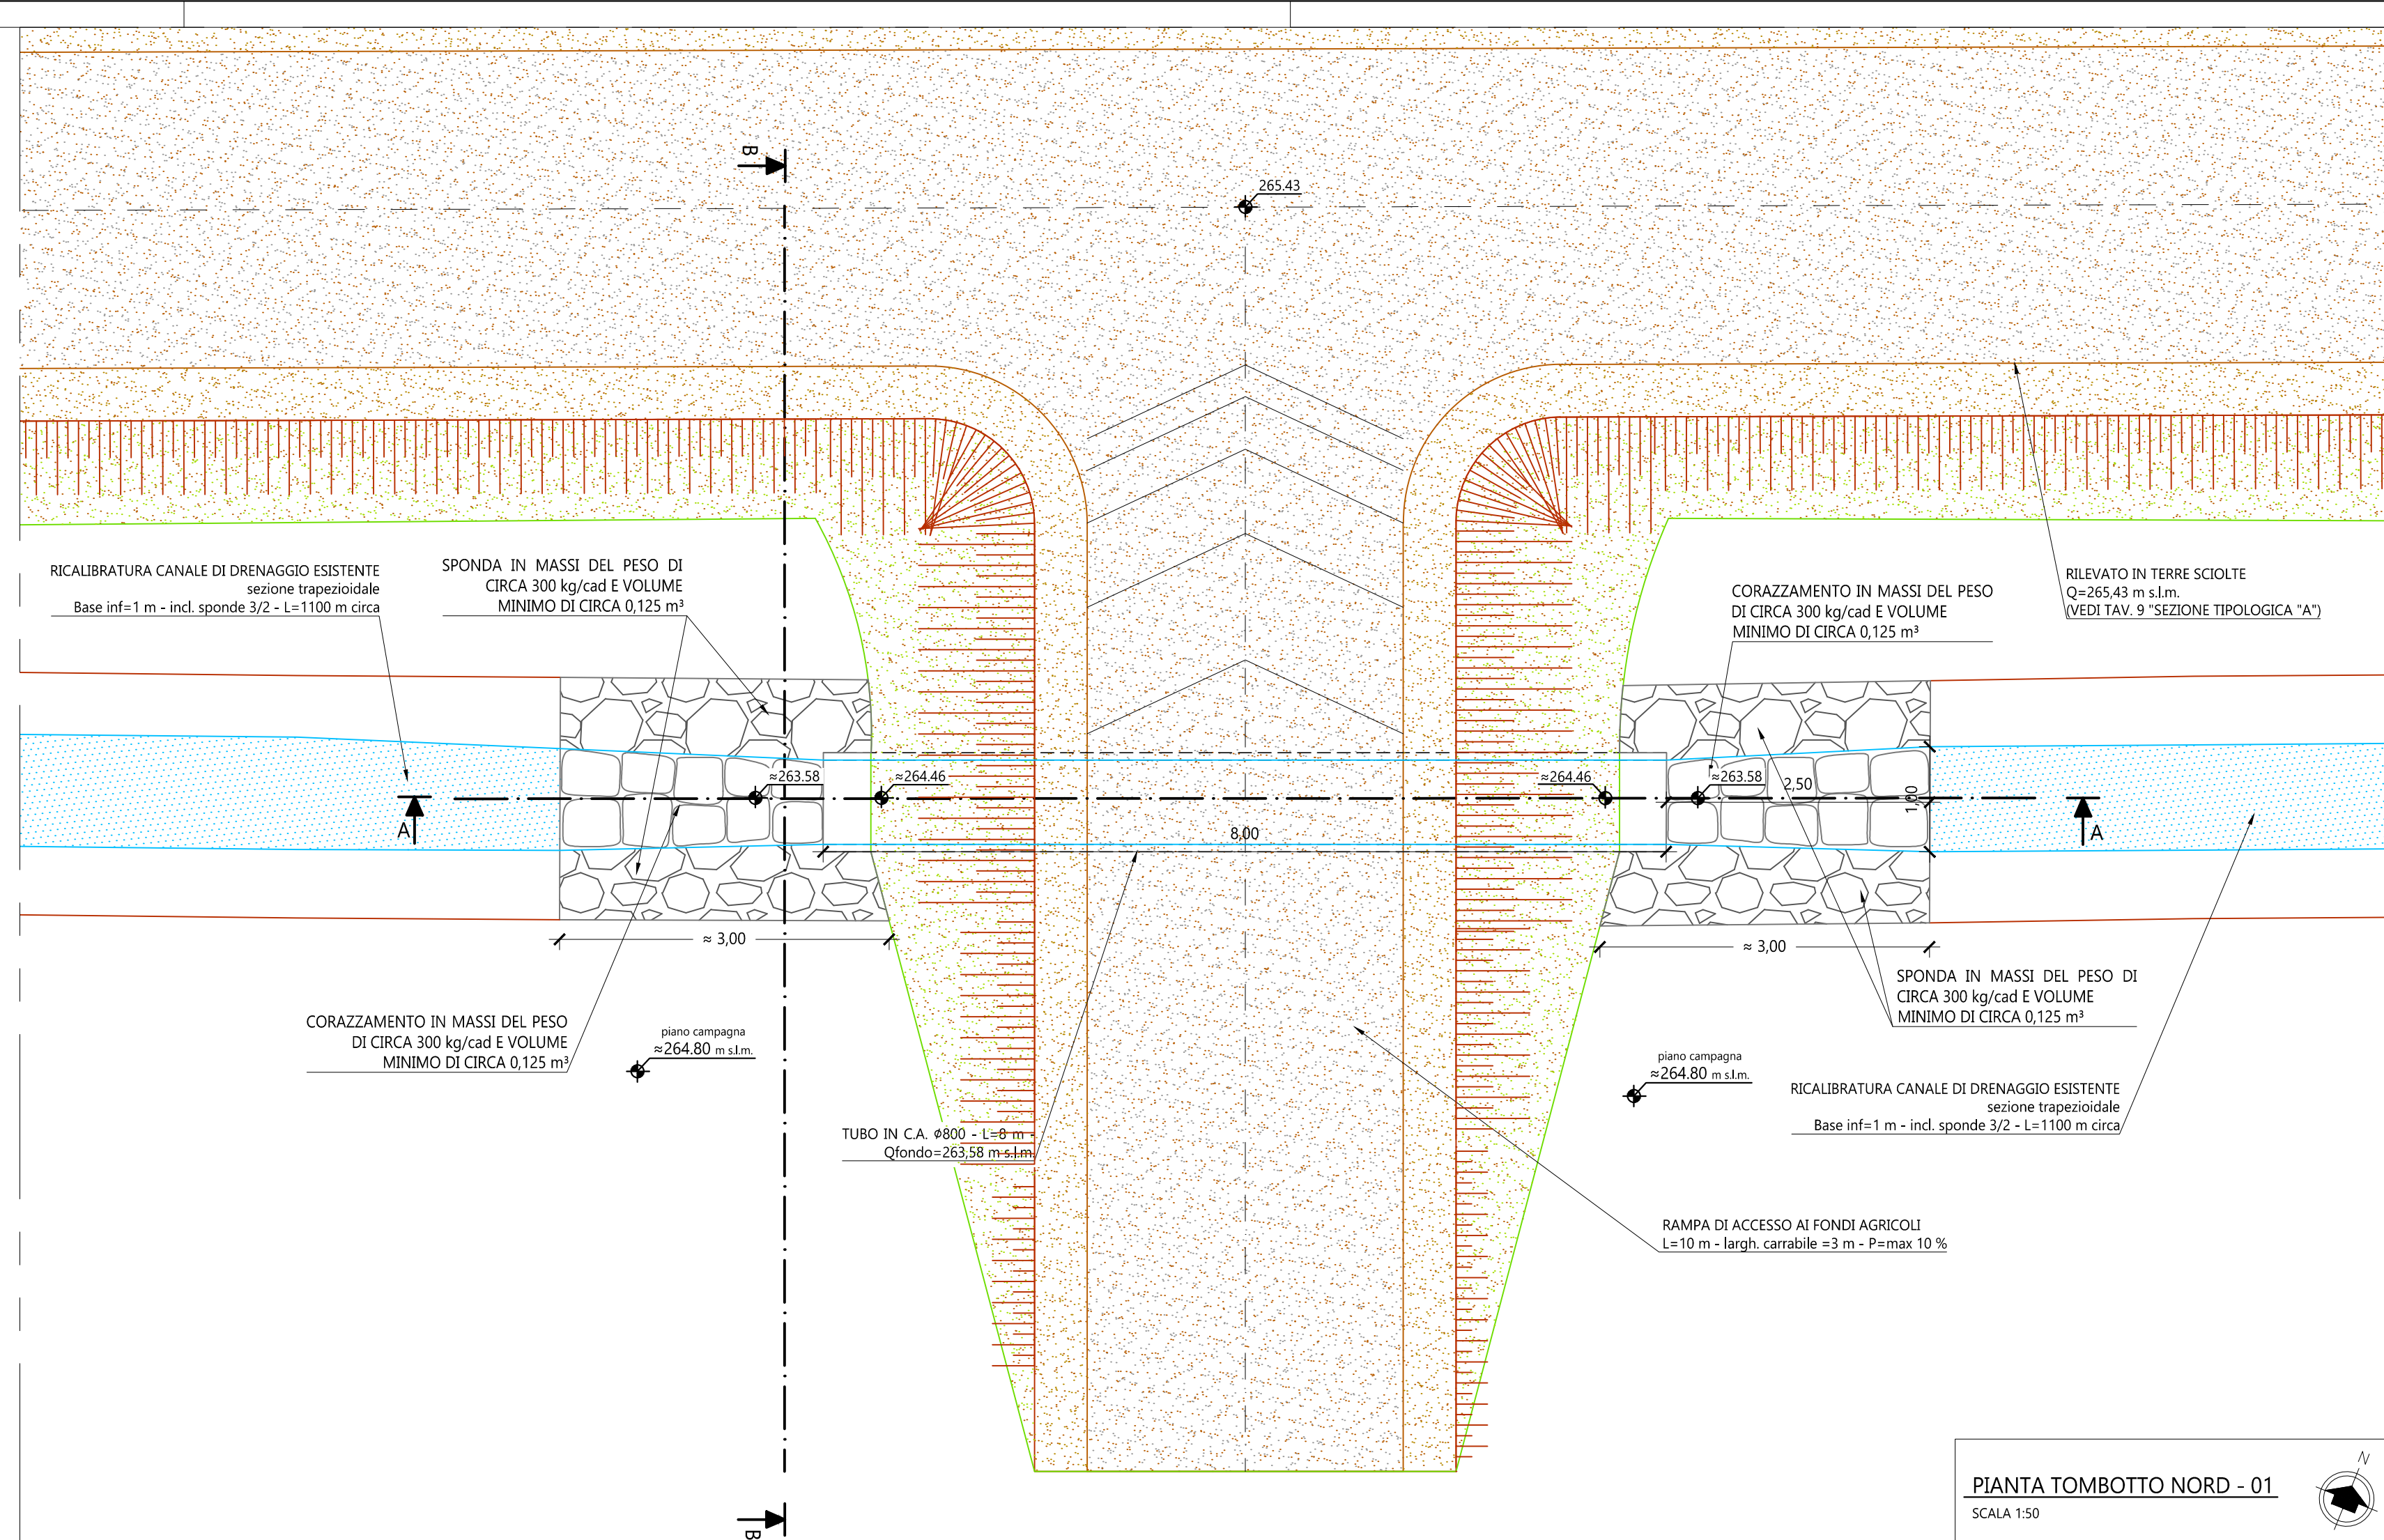 B
265.43
RICALIBRATURA CANALE DI DRENAGGIO ESISTENTE
sezione trapezioidale
Base inf=1 m - incl. sponde 3/2 - L=1100 m circa
SPONDA IN MASSI DEL PESO DI
CIRCA 300 kg/cad E VOLUME
MINIMO DI CIRCA 0,125 m³
CORAZZAMENTO IN MASSI DEL PESO
DI CIRCA 300 kg/cad E VOLUME
MINIMO DI CIRCA 0,125 m³
RILEVATO IN TERRE SCIOLTE
Q=265,43 m s.l.m.
(VEDI TAV. 9 "SEZIONE TIPOLOGICA "A")
≈263.58
≈264.46
≈264.46
≈263.58
2,50
1,00
A
8,00
A
≈ 3,00
≈ 3,00
CORAZZAMENTO IN MASSI DEL PESO
DI CIRCA 300 kg/cad E VOLUME
MINIMO DI CIRCA 0,125 m³
piano campagna
≈264.80 m s.l.m.
SPONDA IN MASSI DEL PESO DI
CIRCA 300 kg/cad E VOLUME
MINIMO DI CIRCA 0,125 m³
piano campagna
≈264.80 m s.l.m.
RICALIBRATURA CANALE DI DRENAGGIO ESISTENTE
sezione trapezioidale
Base inf=1 m - incl. sponde 3/2 - L=1100 m circa
TUBO IN C.A. Ø800 - L=8 m -
Qfondo=263,58 m s.l.m.
RAMPA DI ACCESSO AI FONDI AGRICOLI
L=10 m - largh. carrabile =3 m - P=max 10 %
B
PIANTA TOMBOTTO NORD - 01
SCALA 1:50
N